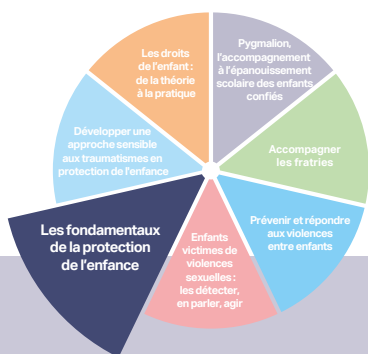 Pygmalion,
l'accompagnement
à l'épanouissement
scolaire des enfants
confiés
Accompagner
les fratries
Prévenir et répondre
aux violences
entre enfants
Enfants
victimes de
violences
sexuelles :
les détecter,
en parler, agir
Les fondamentaux
de la protection
de l'enfance
Développer une
approche sensible
aux traumatismes en
protection de l'enfance
Les droits
de l'enfant :
de la théorie
à la pratique